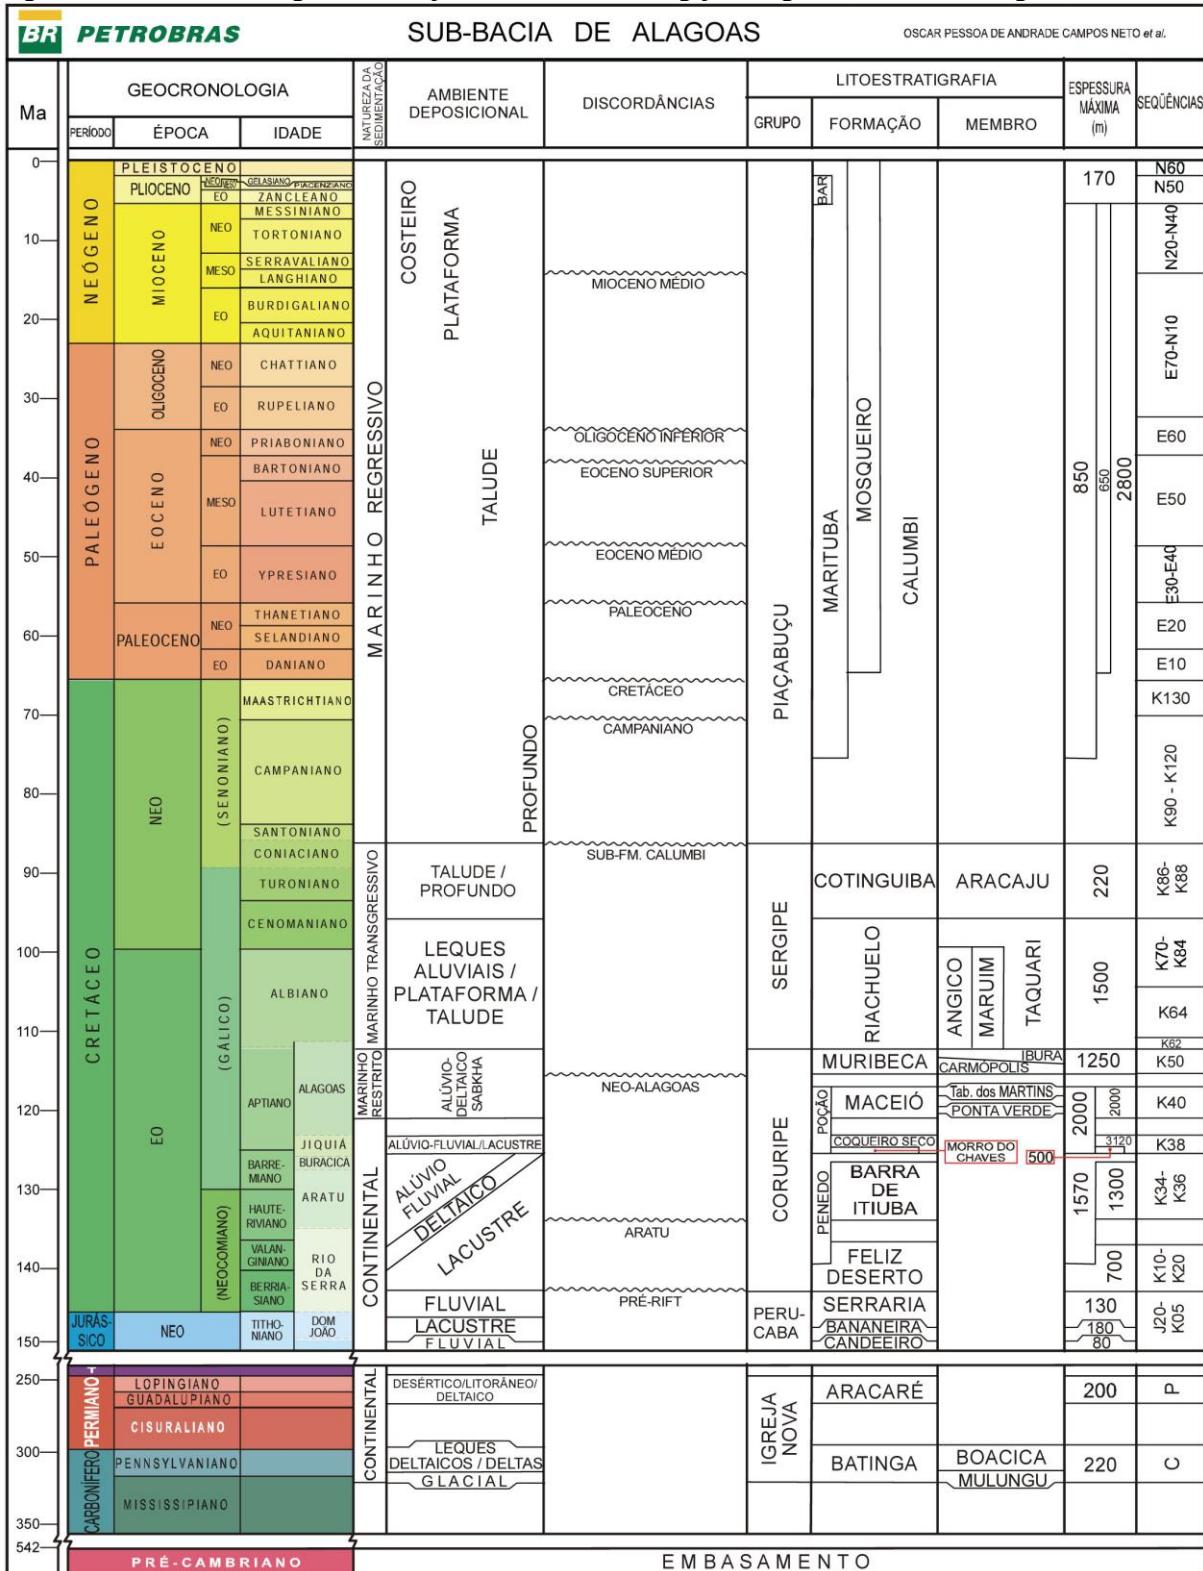 BR PETROBRAS
SUB-BACIA DE ALAGOAS
OSCAR PESSOA DE ANDRADE CAMPOS NETO et al.
Ma
GEOCRONOLOGIA
PERÍODO
ÉPOCA
IDADE
NATUREZA DA SEDIMENTAÇÃO
AMBIENTE
DEPOSICIONAL
DISCORDÂNCIAS
LITOESTRATIGRAFIA
GRUPO
FORMAÇÃO
MEMBRO
ESPESSURA
MÁXIMA
(m)
SEQÜÊNCIAS
0
10
20
30
40
50
60
70
80
90
100
110
120
130
140
150
250
300
350
542
NEÓGENO
PALEÓGENO
CRETÁCEO
JURÁS-
SICO
PERMIANO
CARBONÍFERO
PRÉ-CAMBRIANO
PLEISTOCENO
PLIOCENO
MIOCENO
OLIGOCENO
EOCENO
PALEOCENO
NEO
EO
NEO
LOPINGIANO
GUADALUPIANO
CISURALIANO
PENNSYLVANIANO
MISSISSIPIANO
EO
NEO
MESO
EO
NEO
EO
NEO
MESO
EO
NEO
EO
(SENONIANO)
(GÁLICO)
(NEOCOMIANO)
GELASIANO
PIACENZIANO
ZANCLEANO
MESSINIANO
TORTONIANO
SERRAVALIANO
LANGHIANO
BURDIGALIANO
AQUITANIANO
CHATTIANO
RUPELIANO
PRIABONIANO
BARTONIANO
LUTETIANO
YPRESIANO
THANETIANO
SELANDIANO
DANIANO
MAASTRICHTIANO
CAMPANIANO
SANTONIANO
CONIACIANO
TURONIANO
CENOMANIANO
ALBIANO
APTIANO
BARRE-
MIANO
HAUTE-
RIVIANO
VALAN-
GINIANO
BERRIA-
SIANO
TITHO-
NIANO
ALAGOAS
JIQUIÁ
BURACICA
ARATU
RIO
DA
SERRA
DOM
JOÃO
MARINHO REGRESSIVO
MARINHO TRANSGRESSIVO
MARINHO
RESTRITO
CONTINENTAL
CONTINENTAL
COSTEIRO
PLATAFORMA
TALUDE
PROFUNDO
TALUDE /
PROFUNDO
LEQUES
ALUVIAIS /
PLATAFORMA /
TALUDE
ALÚVIO-
DELTAICO
SABKHA
ALÚVIO-FLUVIAL/LACUSTRE
ALÚVIO
FLUVIAL
DELTAICO
LACUSTRE
FLUVIAL
LACUSTRE
FLUVIAL
DESÉRTICO/LITORÂNEO/
DELTAICO
LEQUES
DELTAICOS / DELTAS
GLACIAL
MIOCENO MÉDIO
OLIGOCENO INFERIOR
EOCENO SUPERIOR
EOCENO MÉDIO
PALEOCENO
CRETÁCEO
CAMPANIANO
SUB-FM. CALUMBI
NEO-ALAGOAS
ARATU
PRÉ-RIFT
PIAÇABUÇU
SERGIPE
CORURIPE
PERU-
CABA
IGREJA
NOVA
BAR
MARITUBA
MOSQUEIRO
CALUMBI
COTINGUIBA
RIACHUELO
MURIBECA
POÇÃO
MACEIÓ
COQUEIRO SECO
PENEDO
BARRA
DE
ITIUBA
FELIZ
DESERTO
SERRARIA
BANANEIRA
CANDEEIRO
ARACARÉ
BATINGA
ARACAJU
ANGICO
MARUIM
TAQUARI
IBURA
CARMÓPOLIS
Tab. dos MARTINS
PONTA VERDE
MORRO DO
CHAVES
500
BOACICA
MULUNGU
170
850
650
2800
220
1500
1250
2000
2000
3120
1570
1300
700
130
180
80
200
220
N60
N50
N20-N40
E70-N10
E60
E50
E30-E40
E20
E10
K130
K90 - K120
K86-
K88
K70-
K84
K64
K62
K50
K40
K38
K34-
K36
K10-
K20
J20-
K05
P
C
EMBASAMENTO